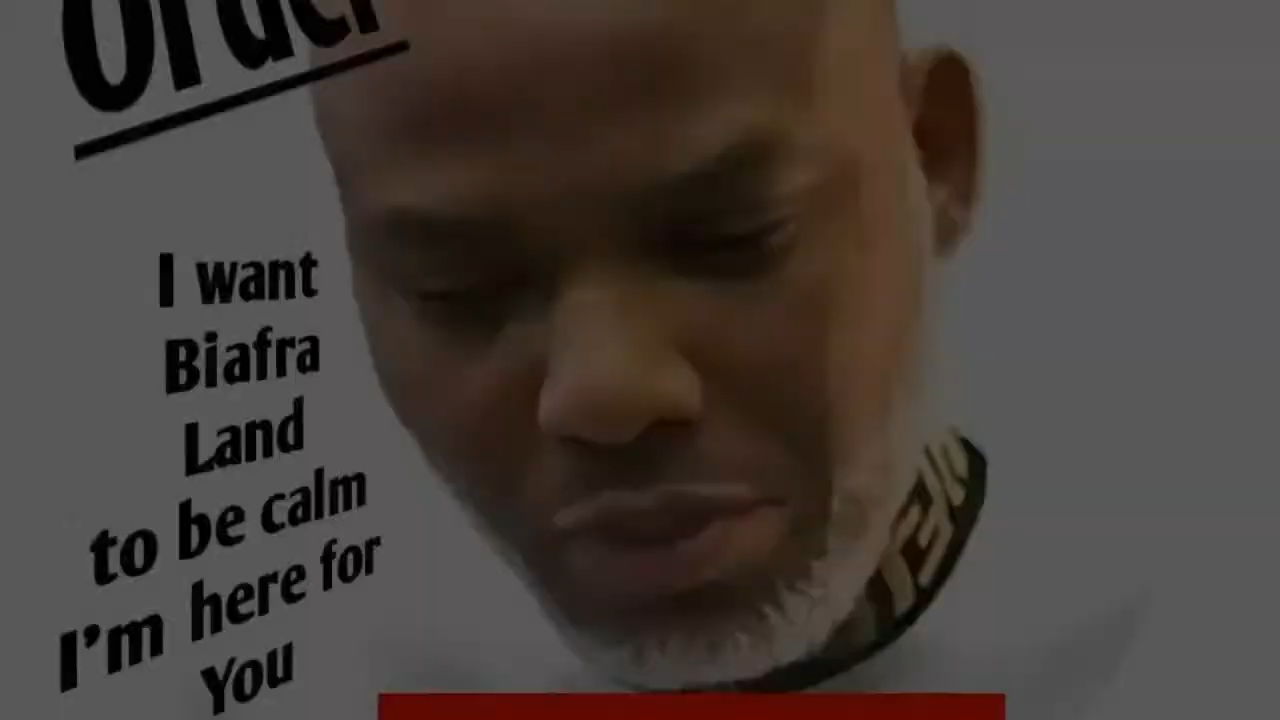 Order
I want
Biafra
Land
to be calm
I'm here for
You